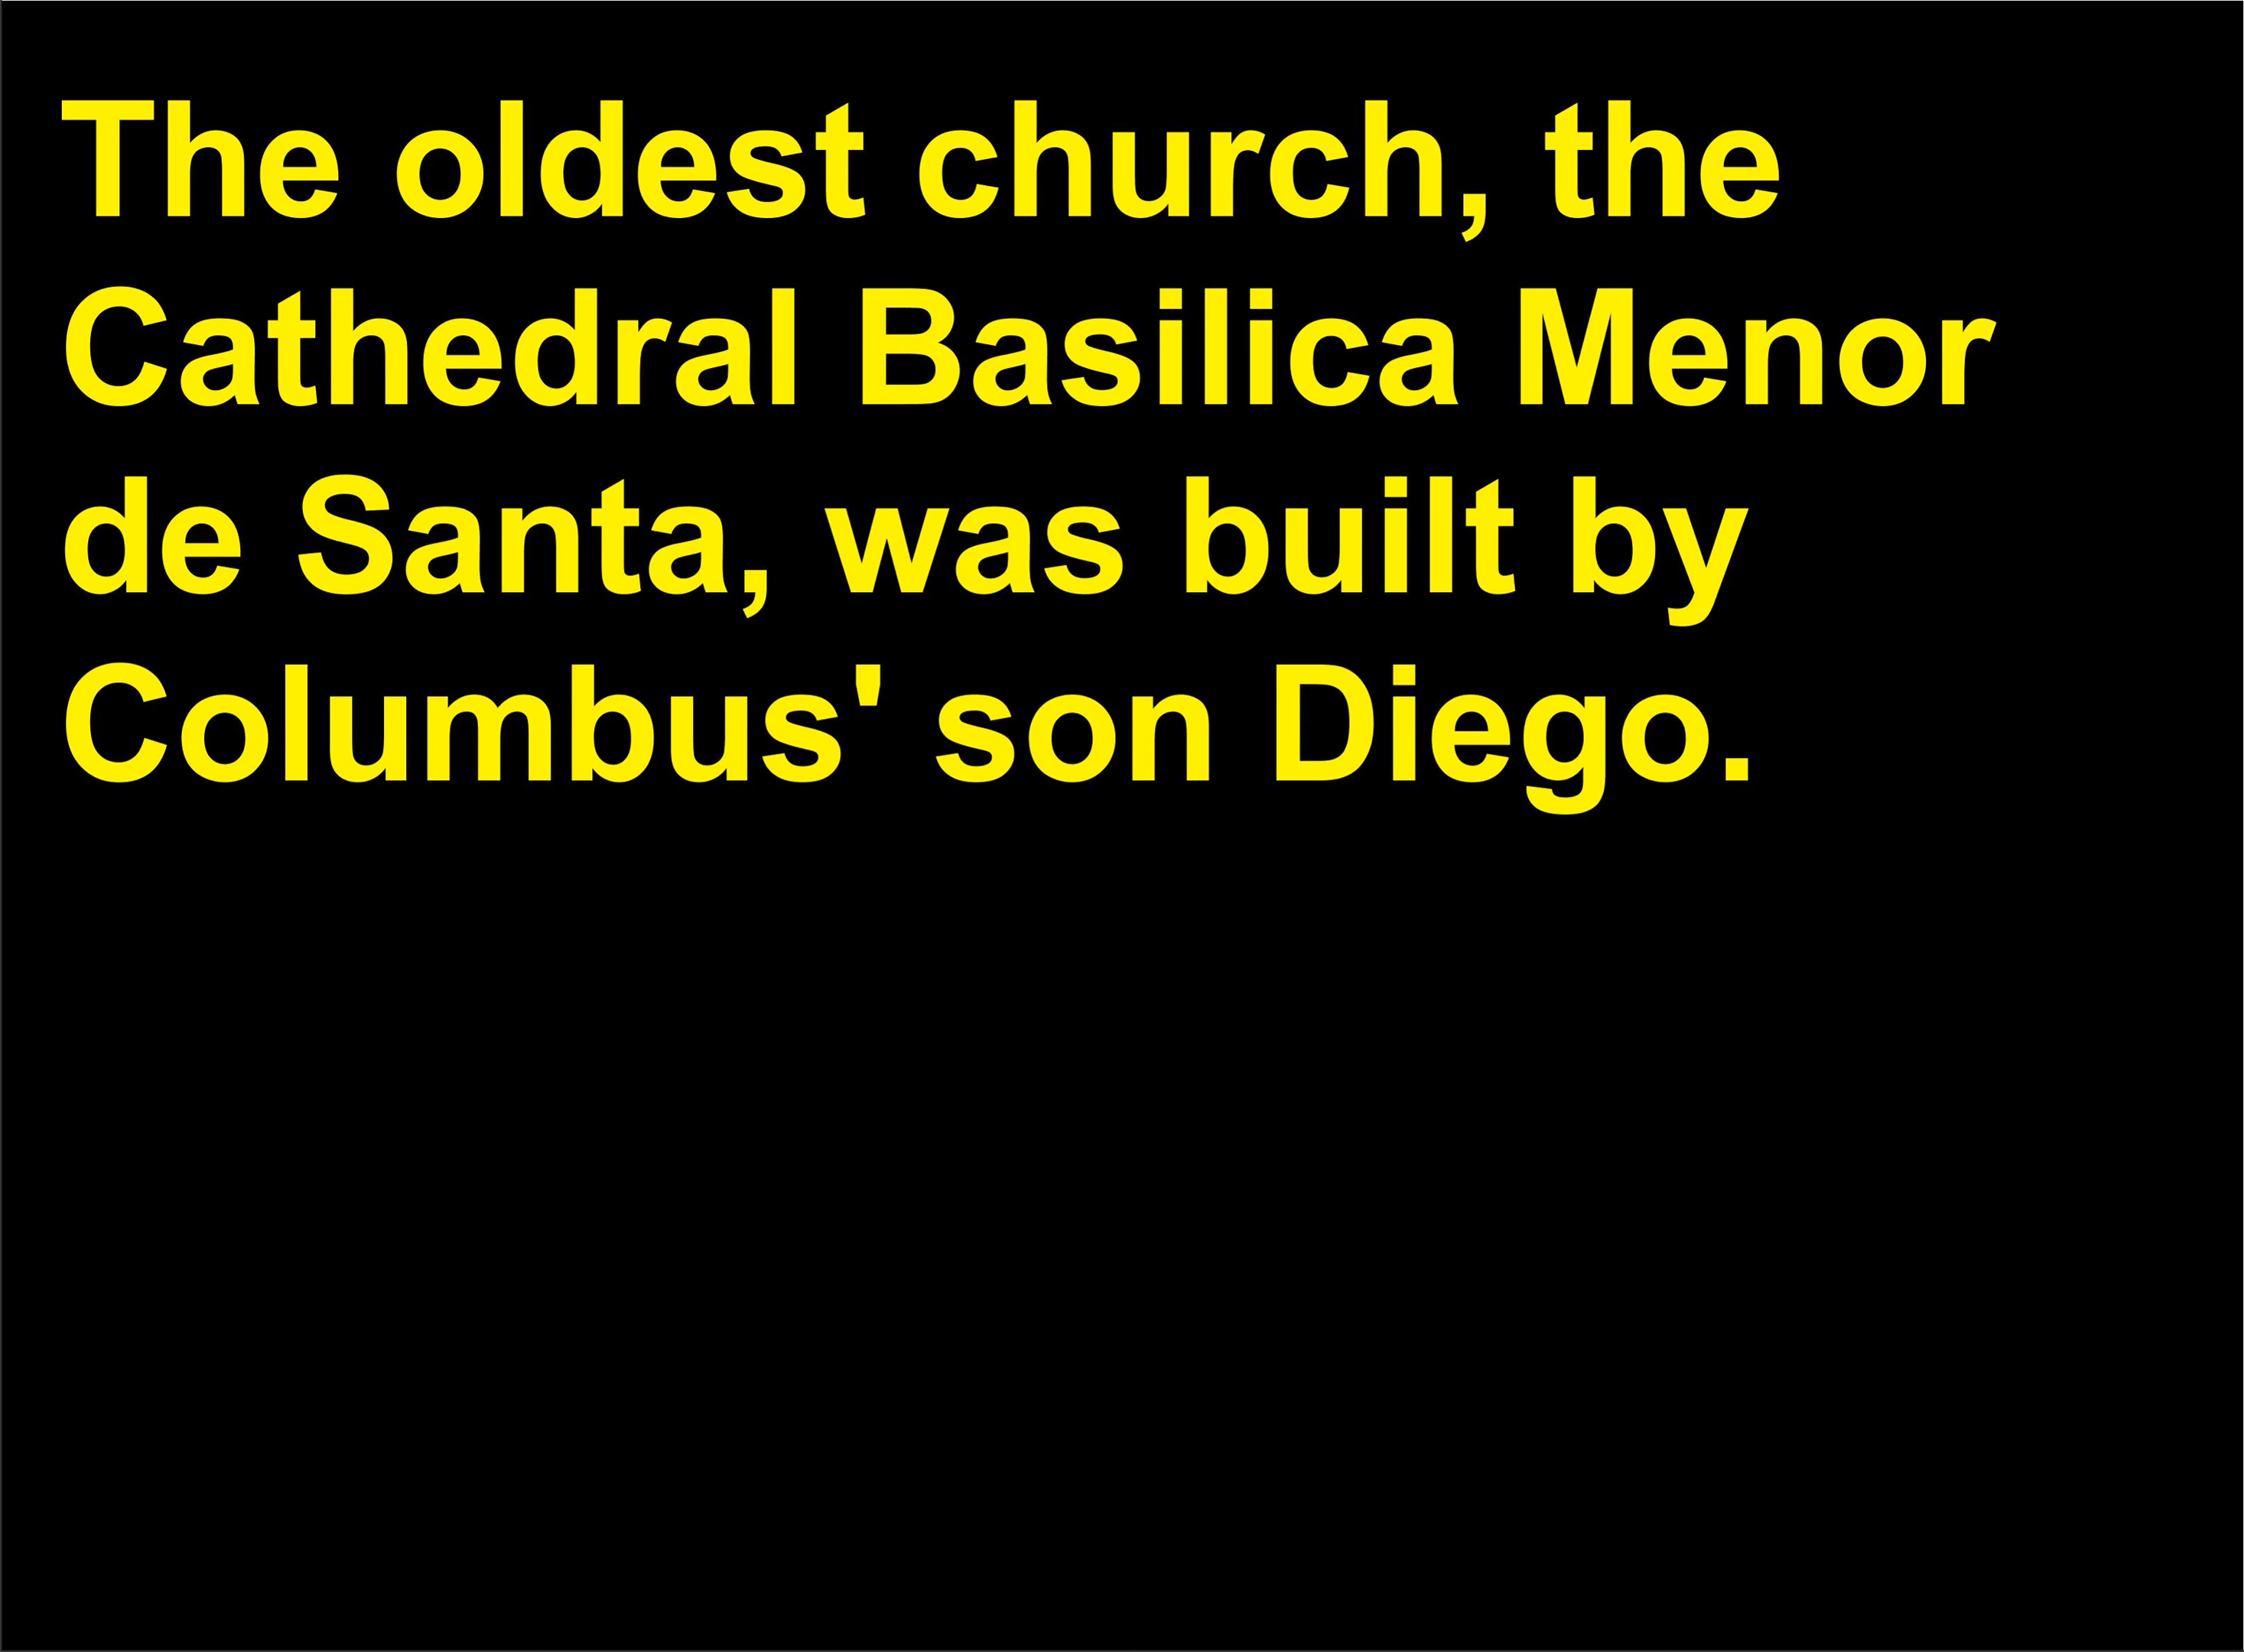 The oldest church, the
Cathedral Basilica Menor
de Santa, was built by
Columbus' son Diego.